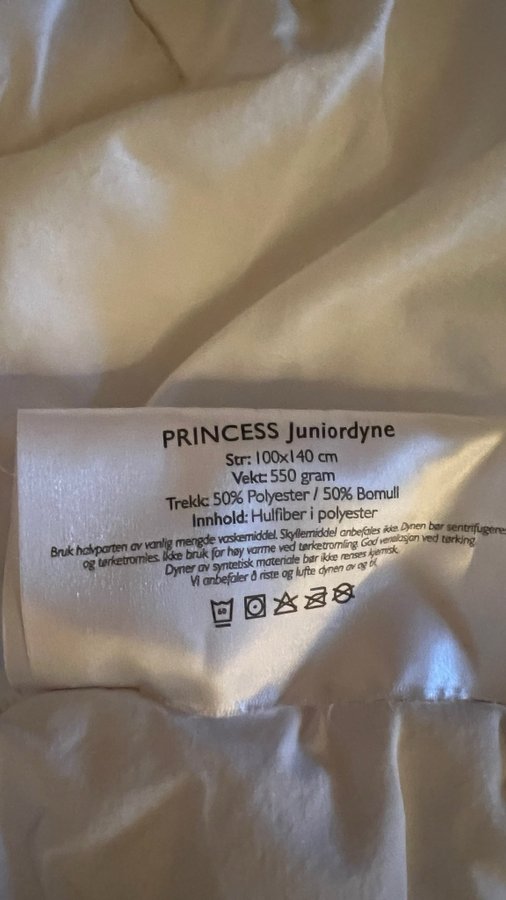 PRINCESS Juniordyne
Str: 100x140 cm
Vekt: 550 gram
Trekk: 50% Polyester / 50% Bomull
Innhold: Hulfiber i polyester
Bruk halvparten av vanlig mengde vaskemiddel. Skyllemiddel anbefales ikke. Dynen bør sentrifugeres
og tørketromles. Ikke bruk for høy varme ved tørketromling. God ventilasjon ved tørking.
Dyner av syntetisk materiale bør ikke renses kjemisk.
Vi anbefaler å riste og lufte dynen av og til.
60